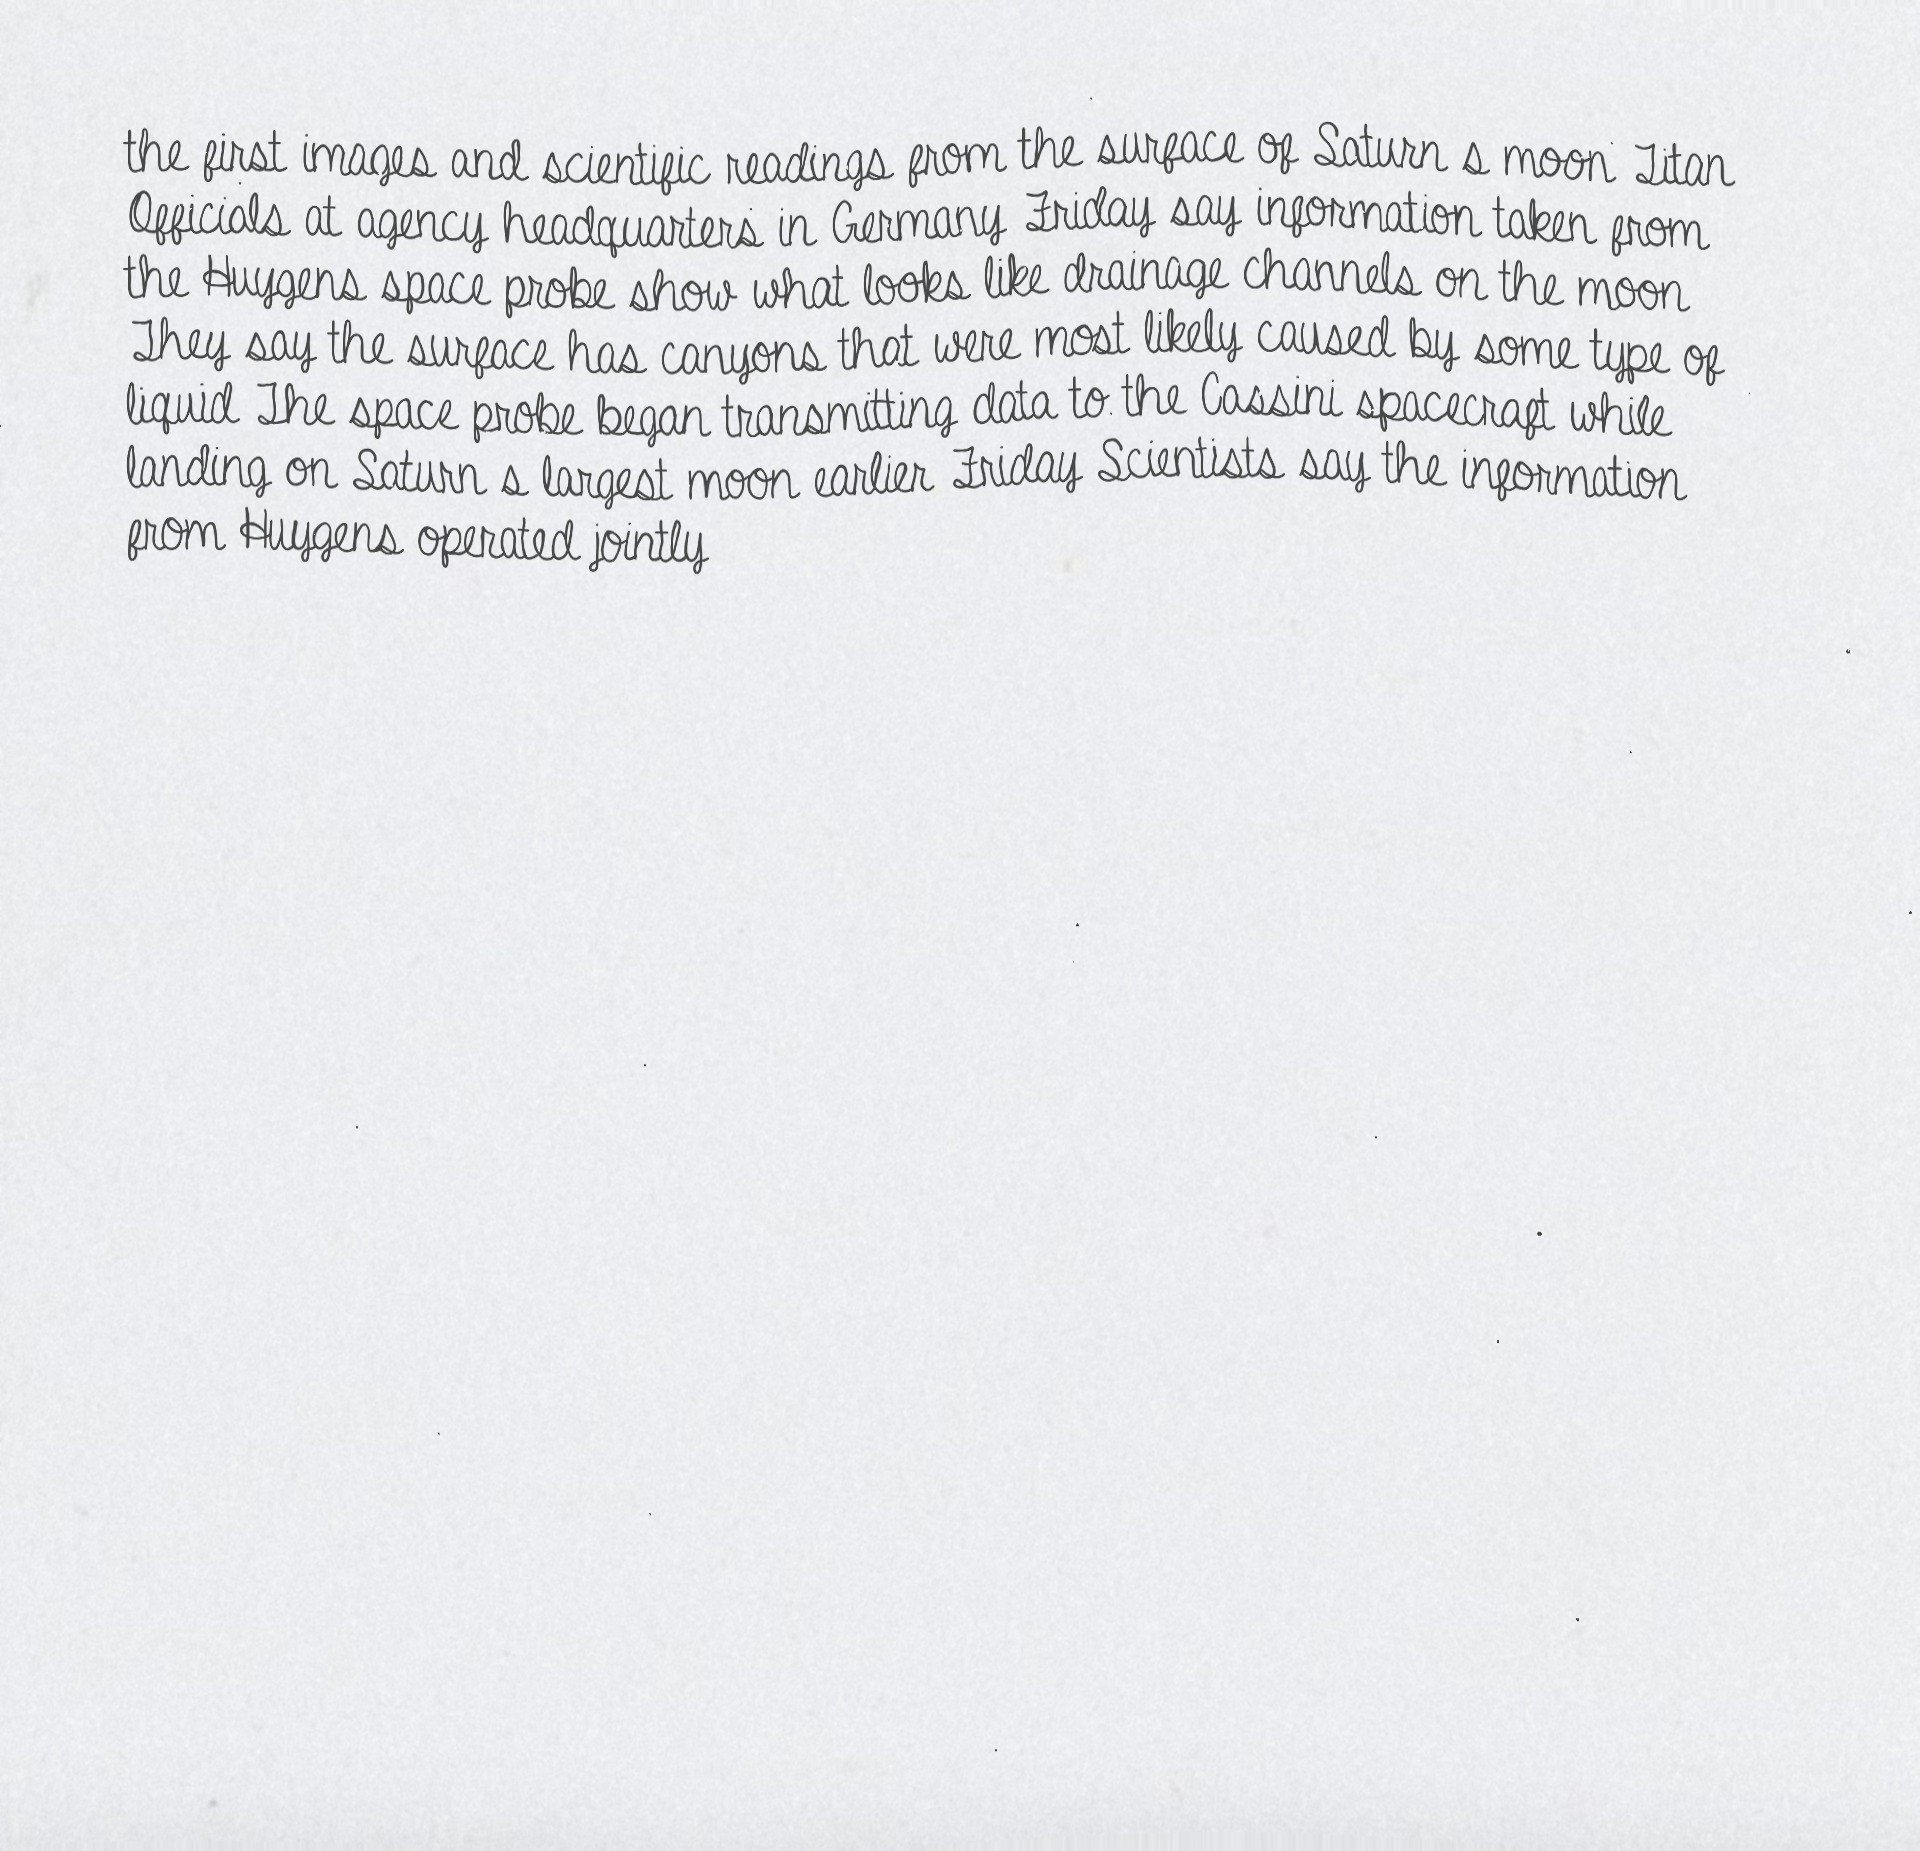 the first images and scientific readings from the surface of Saturn s moon Titan
Officials at agency headquarters in Germany Friday say information taken from
the Huygens space probe show what looks like drainage channels on the moon
They say the surface has canyons that were most likely caused by some type of
liquid The space probe began transmitting data to the Cassini spacecraft while
landing on Saturn s largest moon earlier Friday Scientists say the information
from Huygens operated jointly